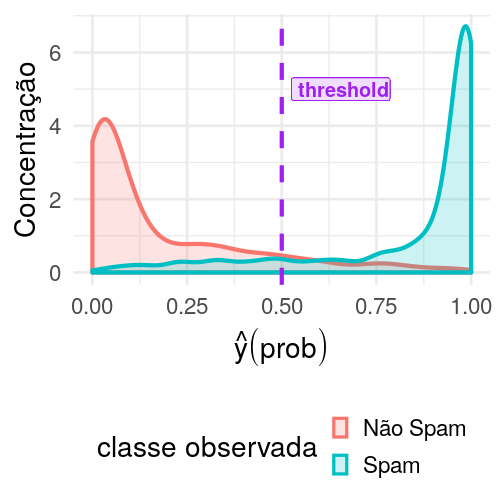 Concentração
6
4
2
0
threshold
0.00 0.25 0.50 0.75 1.00
ŷ(prob)
classe observada
Não Spam
Spam